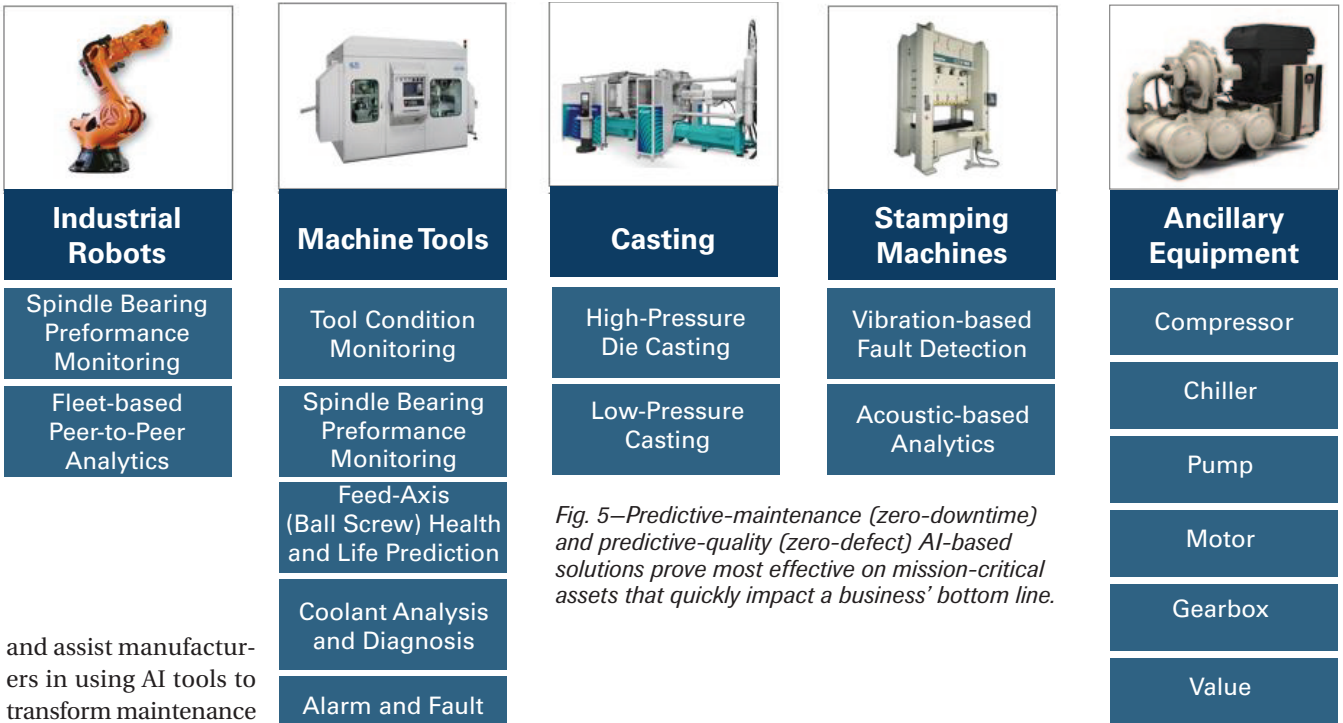 Industrial
Robots
Spindle Bearing
Preformance
Monitoring
Fleet-based
Peer-to-Peer
Analytics
Machine Tools
Tool Condition
Monitoring
Spindle Bearing
Preformance
Monitoring
Feed-Axis
(Ball Screw) Health
and Life Prediction
Coolant Analysis
and Diagnosis
Alarm and Fault
Casting
High-Pressure
Die Casting
Low-Pressure
Casting
Stamping
Machines
Vibration-based
Fault Detection
Acoustic-based
Analytics
Ancillary
Equipment
Compressor
Chiller
Pump
Motor
Gearbox
Value
Fig. 5—Predictive-maintenance (zero-downtime)
and predictive-quality (zero-defect) AI-based
solutions prove most effective on mission-critical
assets that quickly impact a business’ bottom line.
and assist manufactur-
ers in using AI tools to
transform maintenance